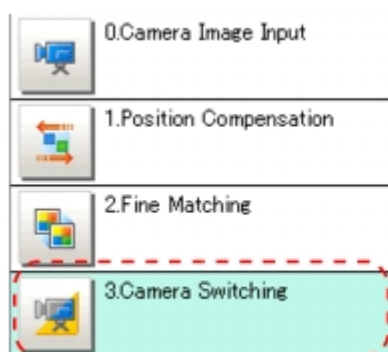 0.Camera Image Input
1.Position Compensation
2.Fine Matching
3.Camera Switching